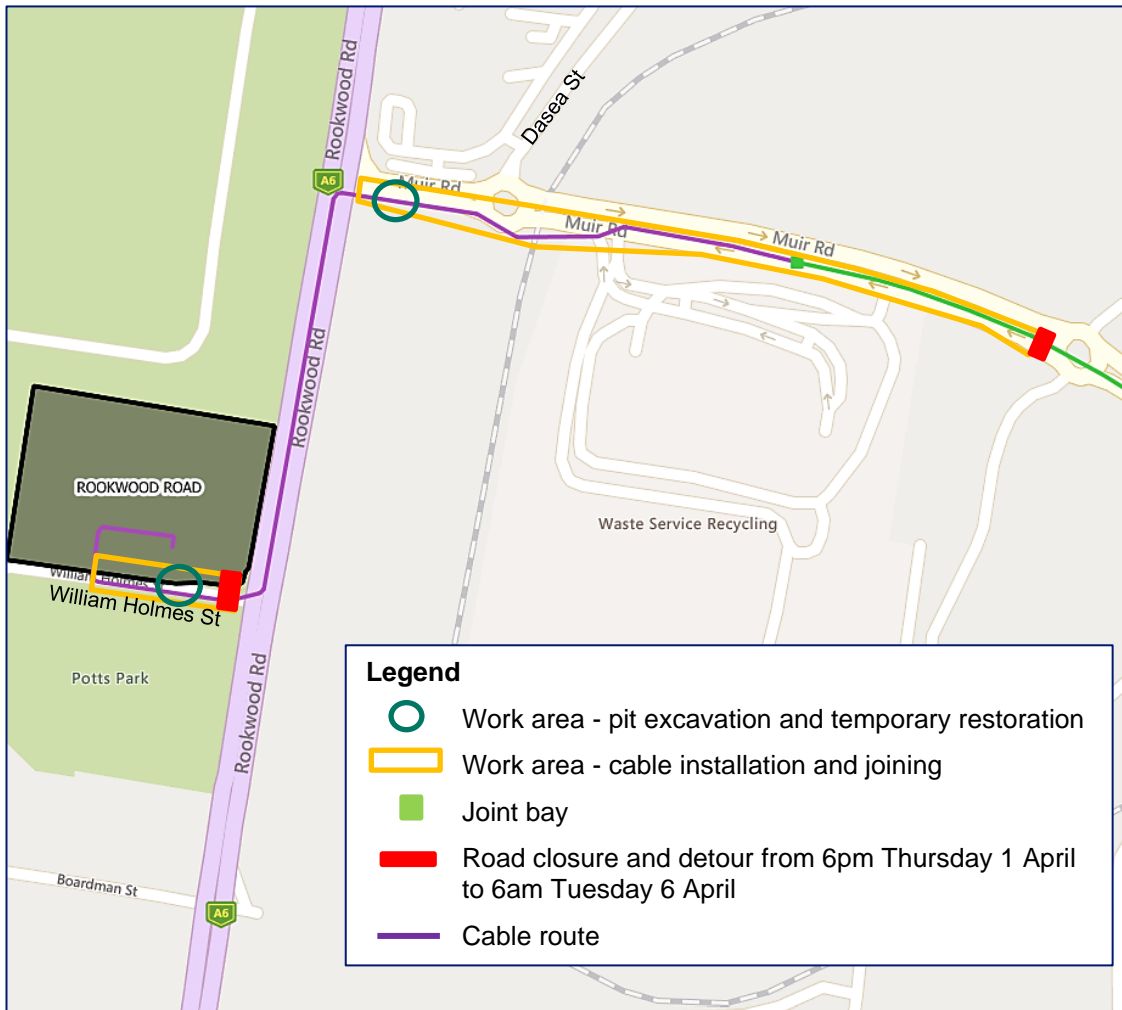 Rookwood Rd
Dasea St
A6
Muir Rd
Muir Rd
Muir Rd
Rookwood Rd
ROOKWOOD ROAD
Waste Service Recycling
William Holmes
William Holmes St
Potts Park
Rookwood Rd
Boardman St
A6
Legend
Work area - pit excavation and temporary restoration
Work area - cable installation and joining
Joint bay
Road closure and detour from 6pm Thursday 1 April
to 6am Tuesday 6 April
Cable route